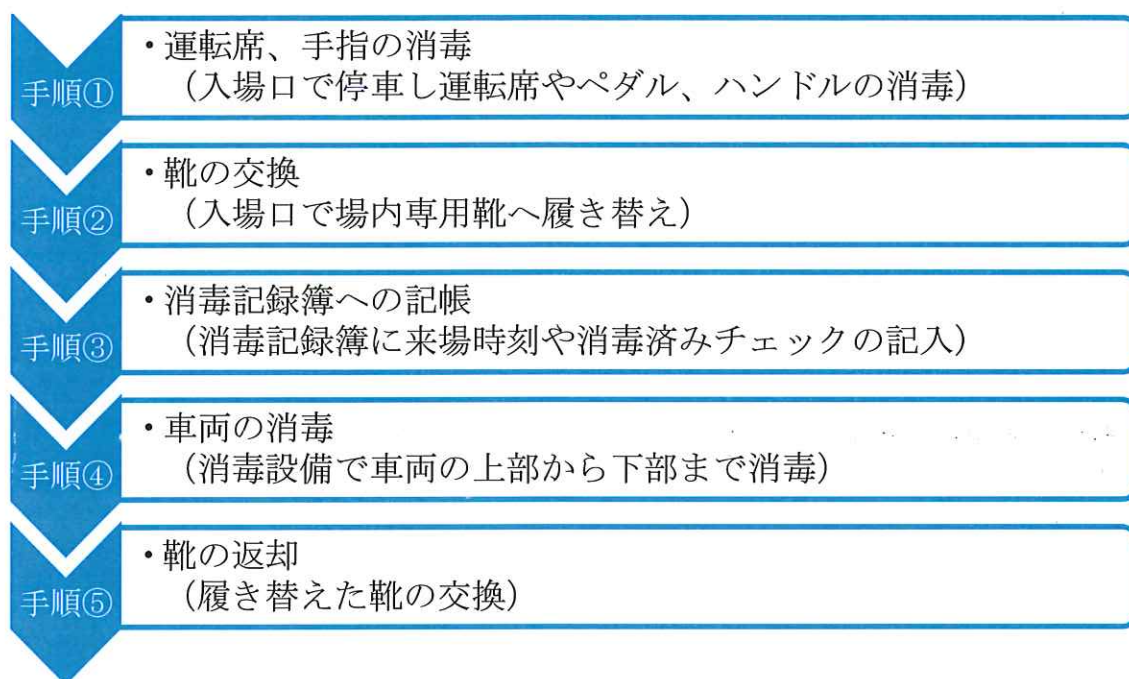 手順①
・運転席、手指の消毒
(入場口で停車し運転席やペダル、ハンドルの消毒)
手順②
・靴の交換
(入場口で場内専用靴へ履き替え)
手順③
・消毒記録簿への記帳
(消毒記録簿に来場時刻や消毒済みチェックの記入)
手順④
・車両の消毒
(消毒設備で車両の上部から下部まで消毒)
手順⑤
・靴の返却
(履き替えた靴の交換)